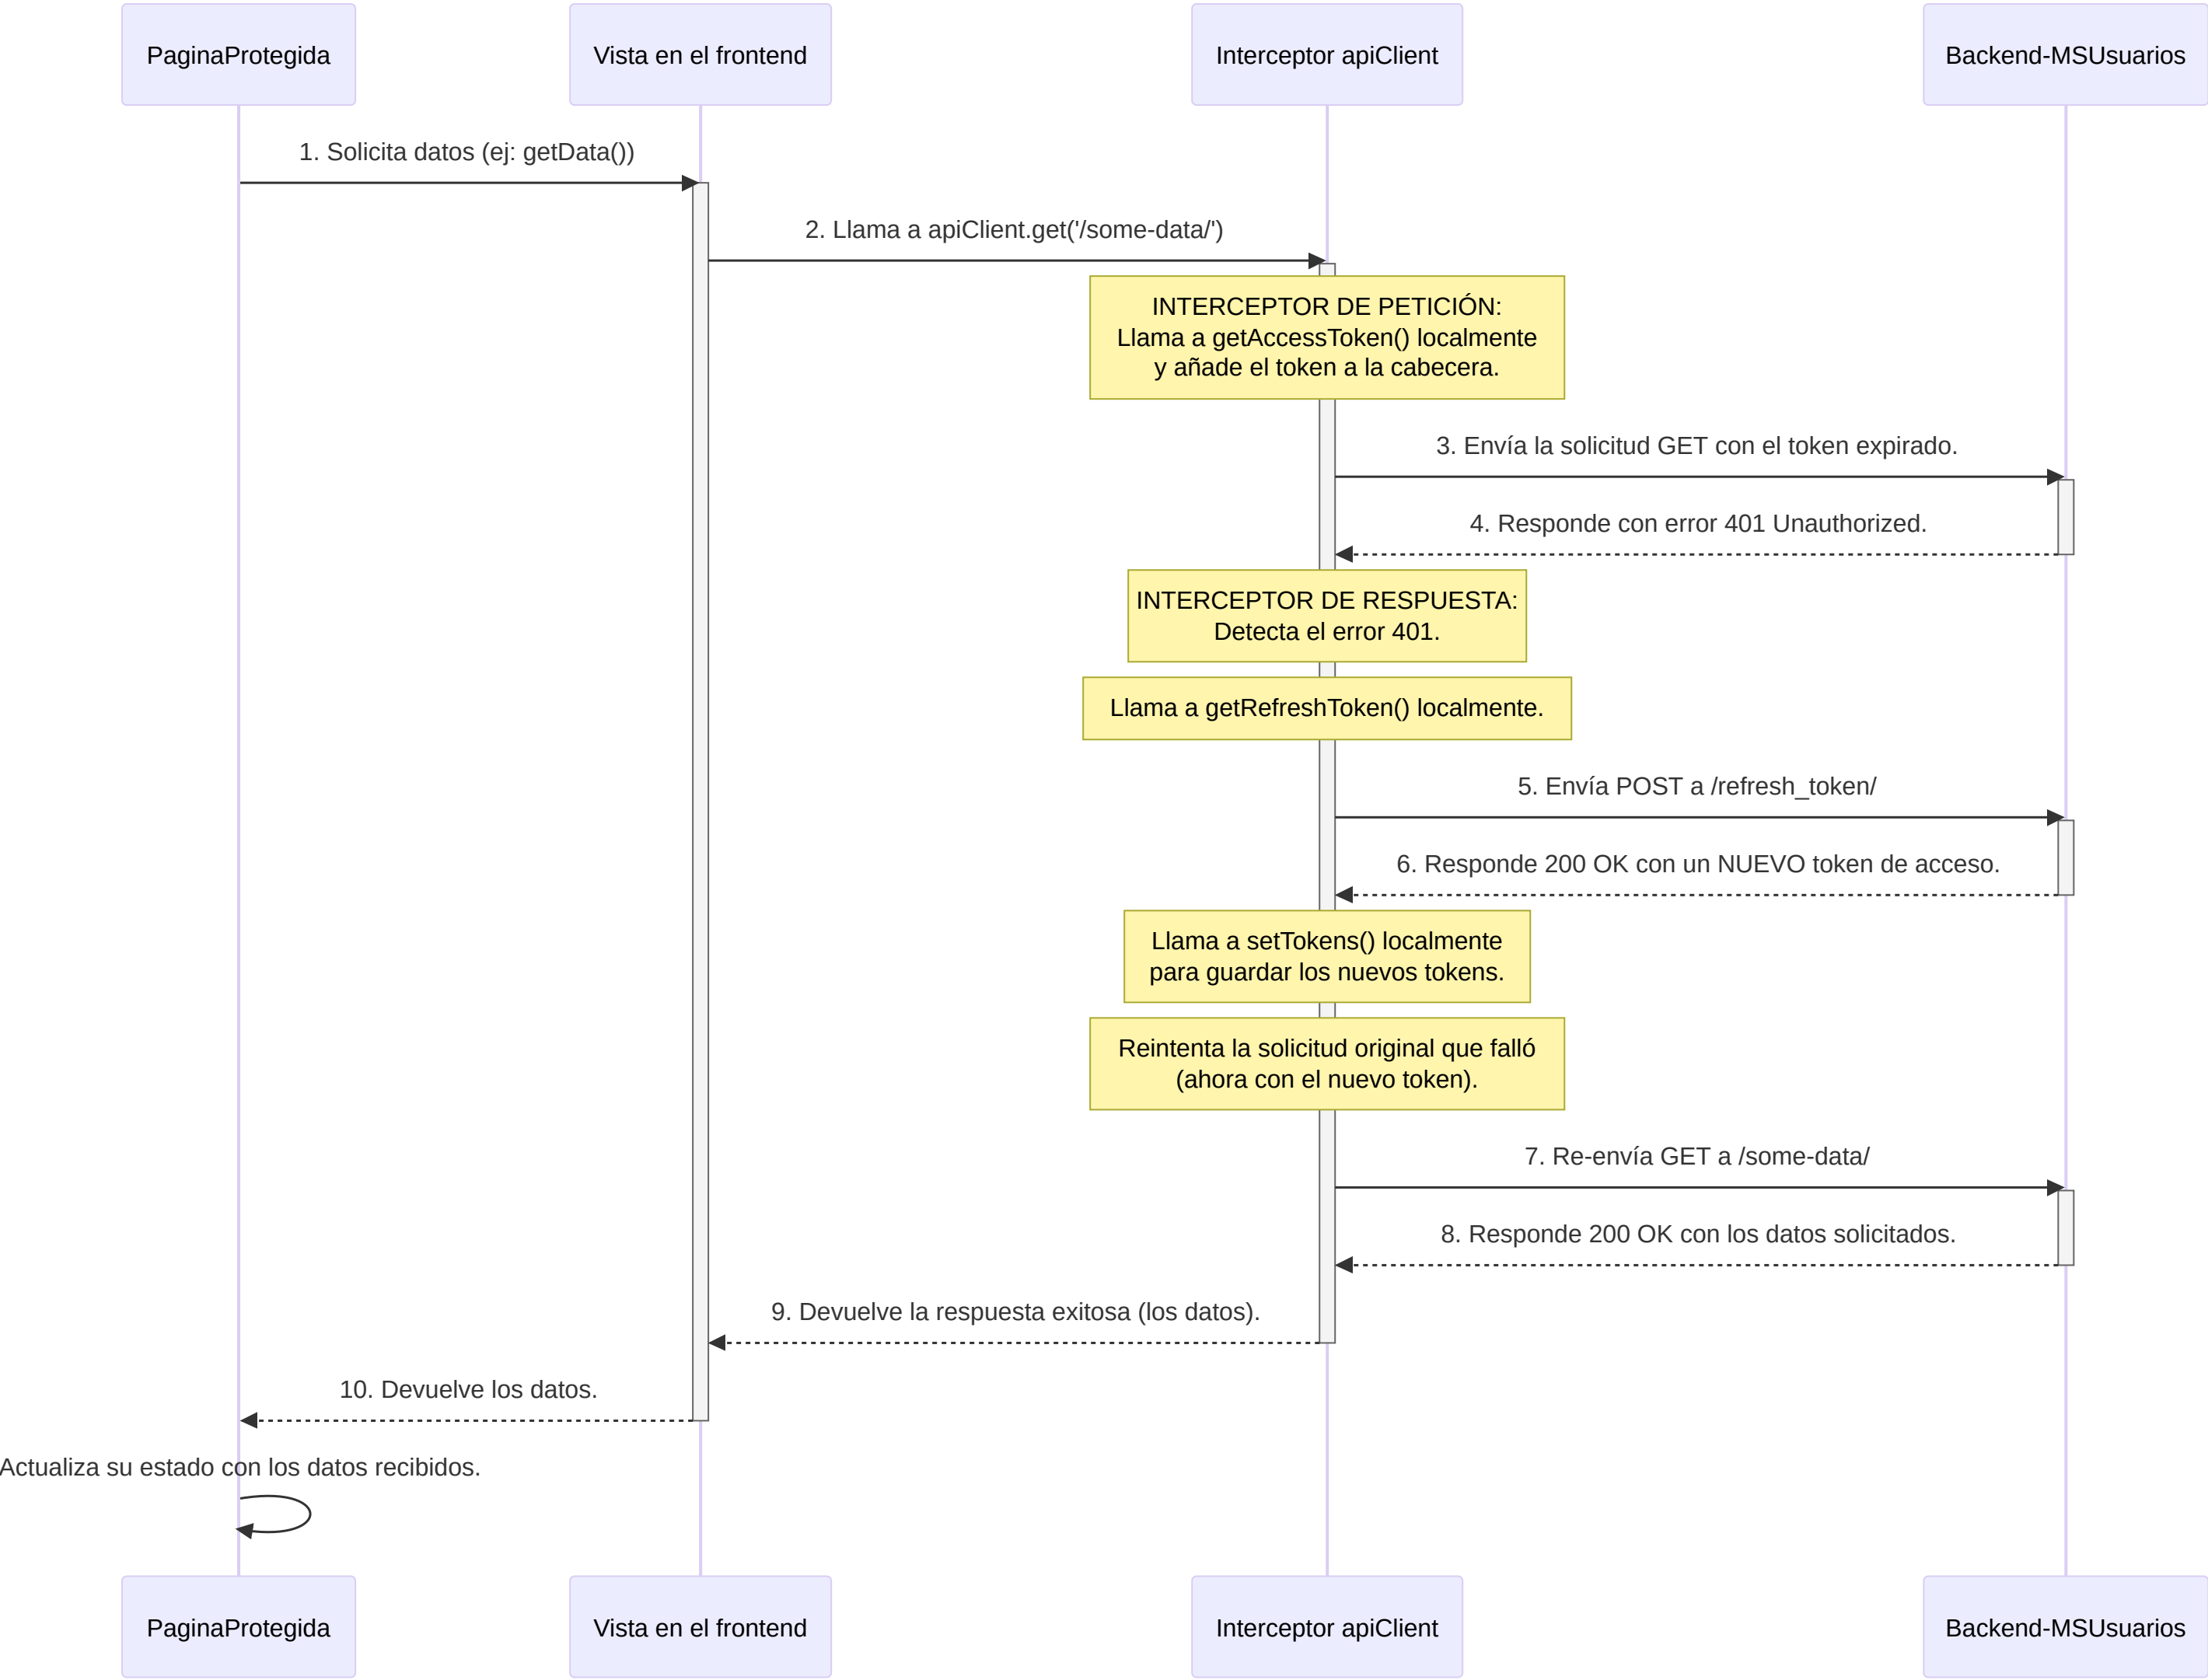 PaginaProtegida
Vista en el frontend
Interceptor apiClient
Backend-MSUsuarios
1. Solicita datos (ej: getData())
2. Llama a apiClient.get('/some-data/')
INTERCEPTOR DE PETICIÓN:
Llama a getAccessToken() localmente
y añade el token a la cabecera.
3. Envía la solicitud GET con el token expirado.
4. Responde con error 401 Unauthorized.
INTERCEPTOR DE RESPUESTA:
Detecta el error 401.
Llama a getRefreshToken() localmente.
5. Envía POST a /refresh_token/
6. Responde 200 OK con un NUEVO token de acceso.
Llama a setTokens() localmente
para guardar los nuevos tokens.
Reintenta la solicitud original que falló
(ahora con el nuevo token).
7. Re-envía GET a /some-data/
8. Responde 200 OK con los datos solicitados.
9. Devuelve la respuesta exitosa (los datos).
10. Devuelve los datos.
Actualiza su estado con los datos recibidos.
PaginaProtegida
Vista en el frontend
Interceptor apiClient
Backend-MSUsuarios